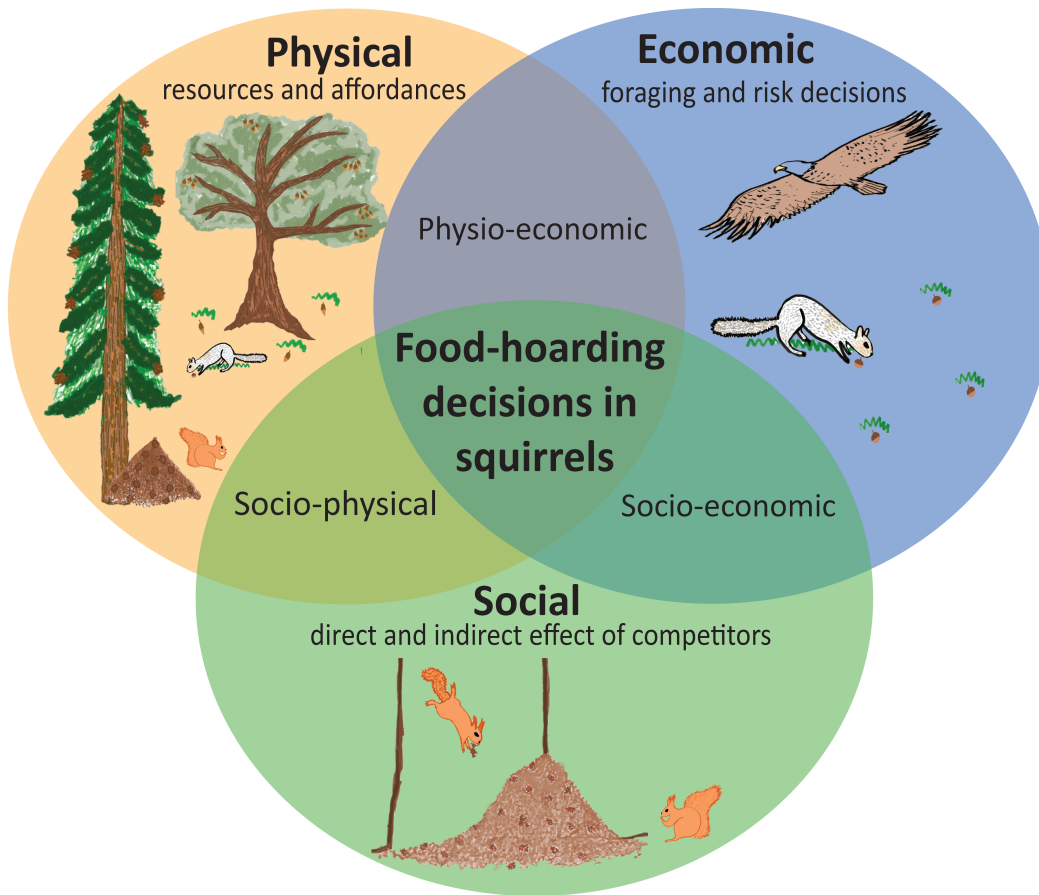 Physical
resources and affordances
Economic
foraging and risk decisions
Physio-economic
Food-hoarding
decisions in
squirrels
Socio-physical
Socio-economic
Social
direct and indirect effect of competitors